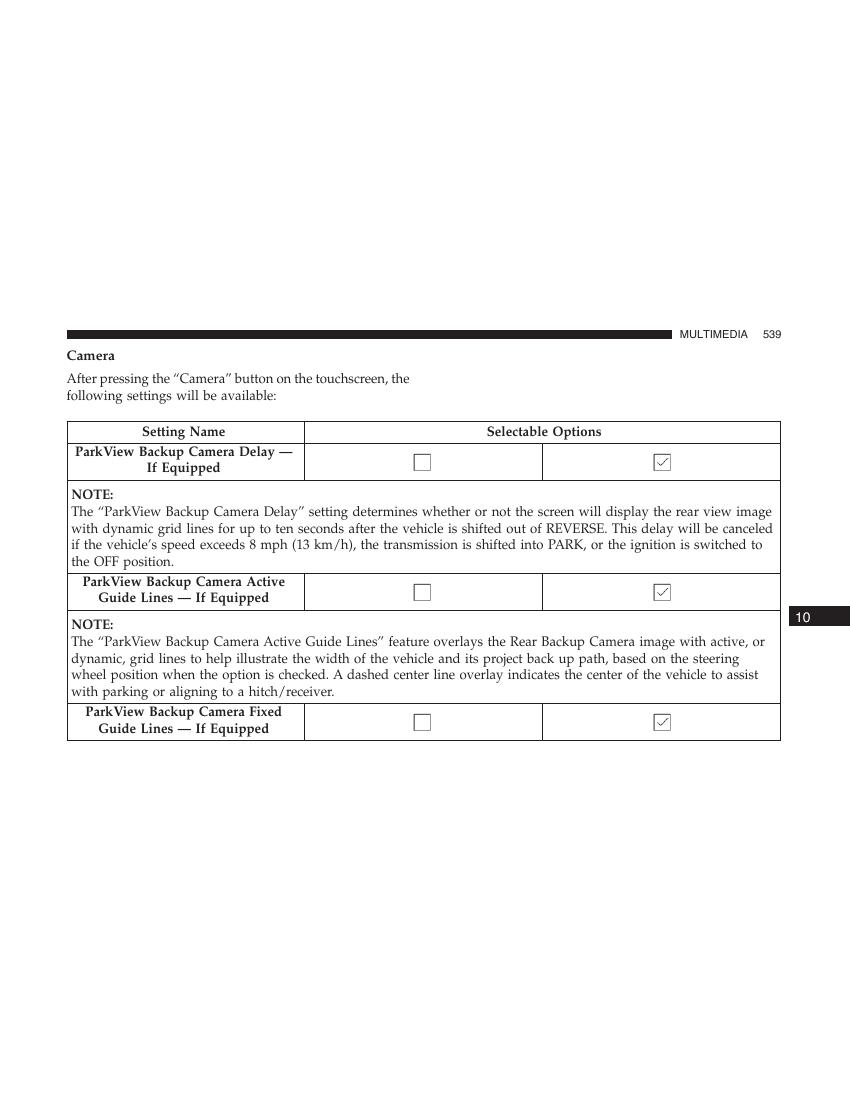 MULTIMEDIA 539
Camera
After pressing the “Camera” button on the touchscreen, the
following settings will be available:
Setting Name Selectable Options
ParkView Backup Camera Delay —
If Equipped
NOTE:
The “ParkView Backup Camera Delay” setting determines whether or not the screen will display the rear view image
with dynamic grid lines for up to ten seconds after the vehicle is shifted out of REVERSE. This delay will be canceled
if the vehicle’s speed exceeds 8 mph (13 km/h), the transmission is shifted into PARK, or the ignition is switched to
the OFF position.
ParkView Backup Camera Active
Guide Lines — If Equipped
NOTE:
The “ParkView Backup Camera Active Guide Lines” feature overlays the Rear Backup Camera image with active, or
dynamic, grid lines to help illustrate the width of the vehicle and its project back up path, based on the steering
wheel position when the option is checked. A dashed center line overlay indicates the center of the vehicle to assist
with parking or aligning to a hitch/receiver.
ParkView Backup Camera Fixed
Guide Lines — If Equipped
10